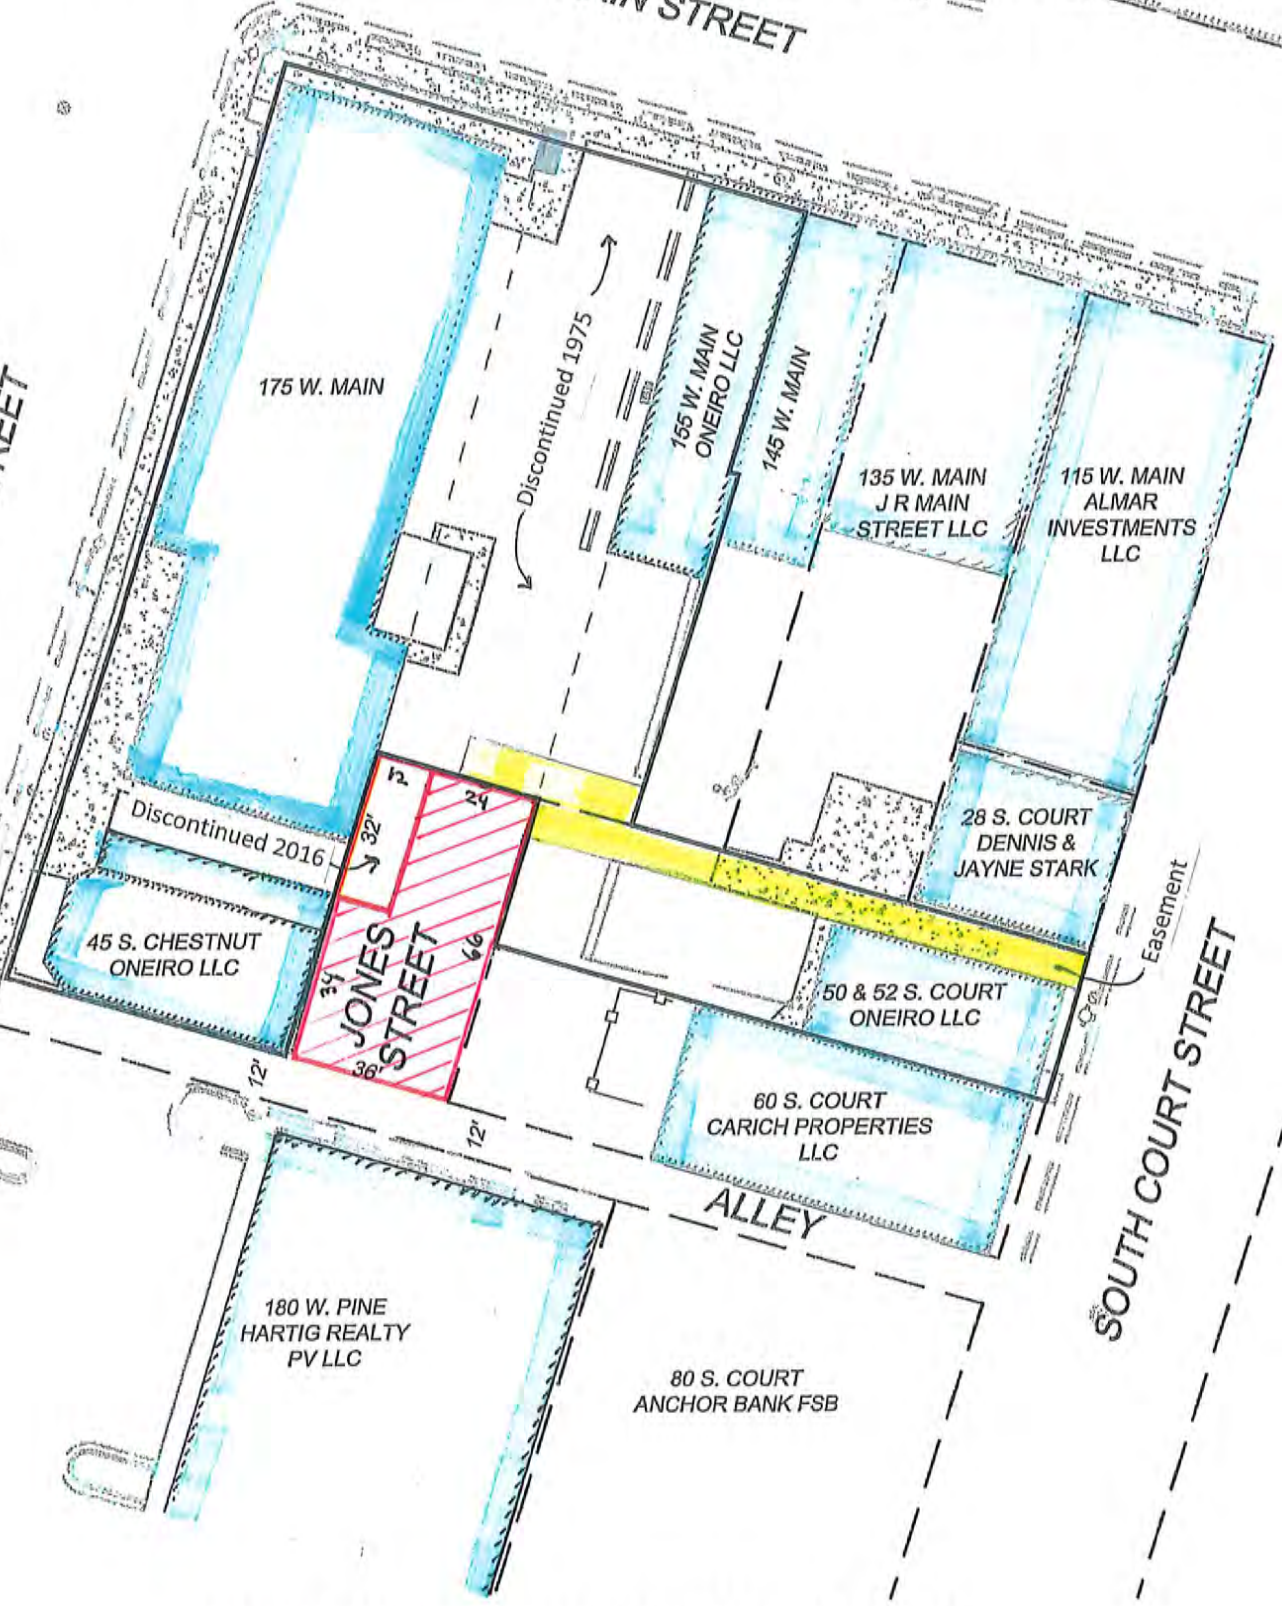 STREET
175 W. MAIN
Discontinued 1975
155 W. MAIN
ONEIRO LLC
145 W. MAIN
135 W. MAIN
J R MAIN
STREET LLC
115 W. MAIN
ALMAR
INVESTMENTS
LLC
12
24
32'
Discontinued 2016
28 S. COURT
DENNIS &
JAYNE STARK
Easement
45 S. CHESTNUT
ONEIRO LLC
34
JONES
STREET
66
36'
50 & 52 S. COURT
ONEIRO LLC
12'
12'
60 S. COURT
CARICH PROPERTIES
LLC
ALLEY
SOUTH COURT STREET
180 W. PINE
HARTIG REALTY
PV LLC
80 S. COURT
ANCHOR BANK FSB